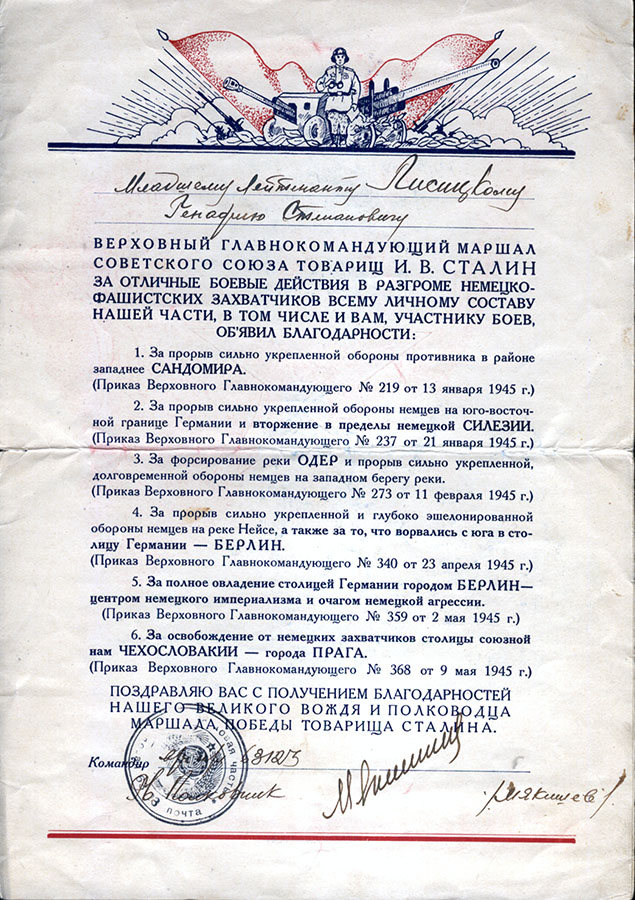 Младшему Лейтенанту Лисицкому
Степановичу
ВЕРХОВНЫЙ ГЛАВНОКОМАНДУЮЩИЙ МАРШАЛ
СОВЕТСКОГО СОЮЗА ТОВАРИЩ И. В. СТАЛИН
ЗА ОТЛИЧНЫЕ БОЕВЫЕ ДЕЙСТВИЯ В РАЗГРОМЕ НЕМЕЦКО-
ФАШИСТСКИХ ЗАХВАТЧИКОВ ВСЕМУ ЛИЧНОМУ СОСТАВУ
НАШЕЙ ЧАСТИ, В ТОМ ЧИСЛЕ И ВАМ, УЧАСТНИКУ БОЕВ,
ОБ'ЯВИЛ БЛАГОДАРНОСТИ:
1. За прорыв сильно укрепленной обороны противника в районе
западнее САНДОМИРА.
(Приказ Верховного Главнокомандующего № 219 от 13 января 1945 г.)
2. За прорыв сильно укрепленной обороны немцев на юго-восточ-
ной границе Германии и вторжение в пределы немецкой СИЛЕЗИИ.
(Приказ Верховного Главнокомандующего № 237 от 21 января 1945 г.)
3. За форсирование реки ОДЕР и прорыв сильно укрепленной,
долговременной обороны немцев на западном берегу реки.
(Приказ Верховного Главнокомандующего № 273 от 11 февраля 1945 г.)
4. За прорыв сильно укрепленной и глубоко эшелонированной
обороны немцев на реке Нейсе, а также за то, что ворвались с юга в сто-
лицу Германии — БЕРЛИН.
(Приказ Верховного Главнокомандующего № 340 от 23 апреля 1945 г.)
5. За полное овладение столицей Германии городом БЕРЛИН—
центром немецкого империализма и очагом немецкой агрессии.
(Приказ Верховного Главнокомандующего № 359 от 2 мая 1945 г.)
6. За освобождение от немецких захватчиков столицы союзной
нам ЧЕХОСЛОВАКИИ — города ПРАГА.
(Приказ Верховного Главнокомандующего № 368 от 9 мая 1945 г.)
ПОЗДРАВЛЯЮ ВАС С ПОЛУЧЕНИЕМ БЛАГОДАРНОСТЕЙ
НАШЕГО ВЕЛИКОГО ВОЖДЯ И ПОЛКОВОДЦА
МАРШАЛА ПОБЕДЫ ТОВАРИЩА СТАЛИНА.
Командир
Полковник
почта